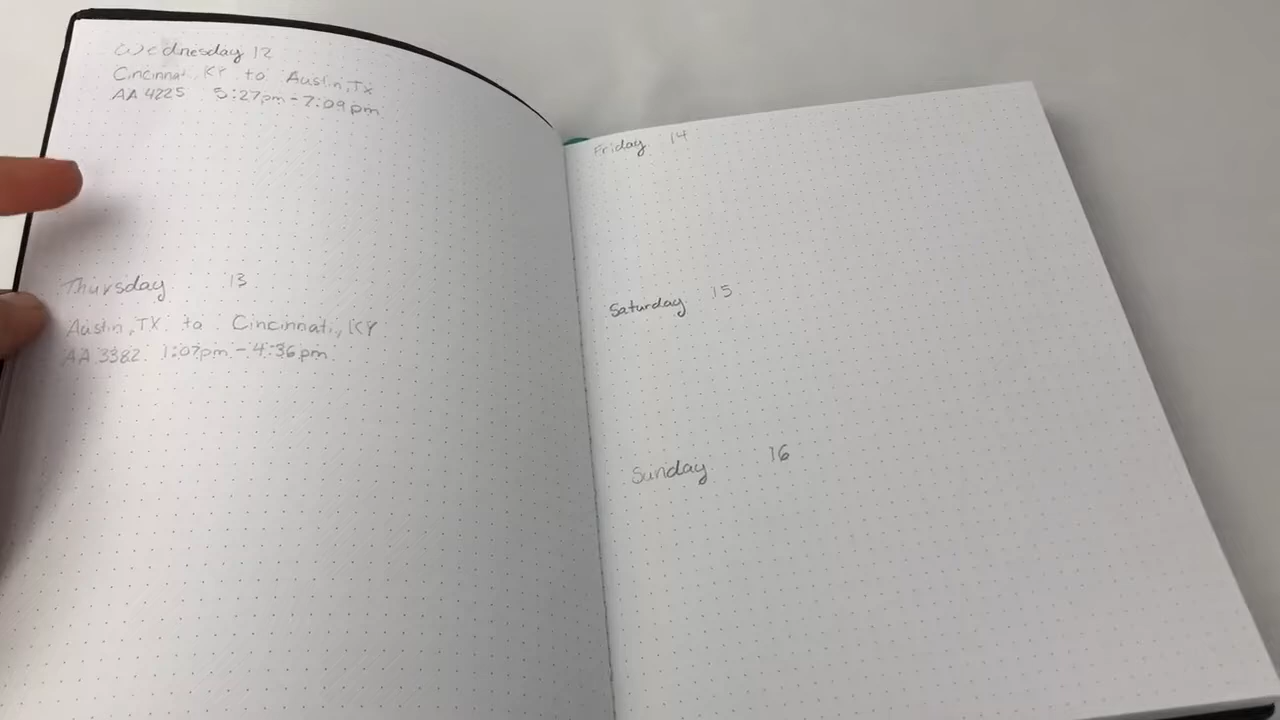 Wednesday 12
Cincinnati, KY to Austin, TX
AA 4225 5:27pm - 7:09pm
Thursday 13
Austin, TX to Cincinnati, KY
AA 3382 1:07pm - 4:36pm
Friday 14
Saturday 15
Sunday 16